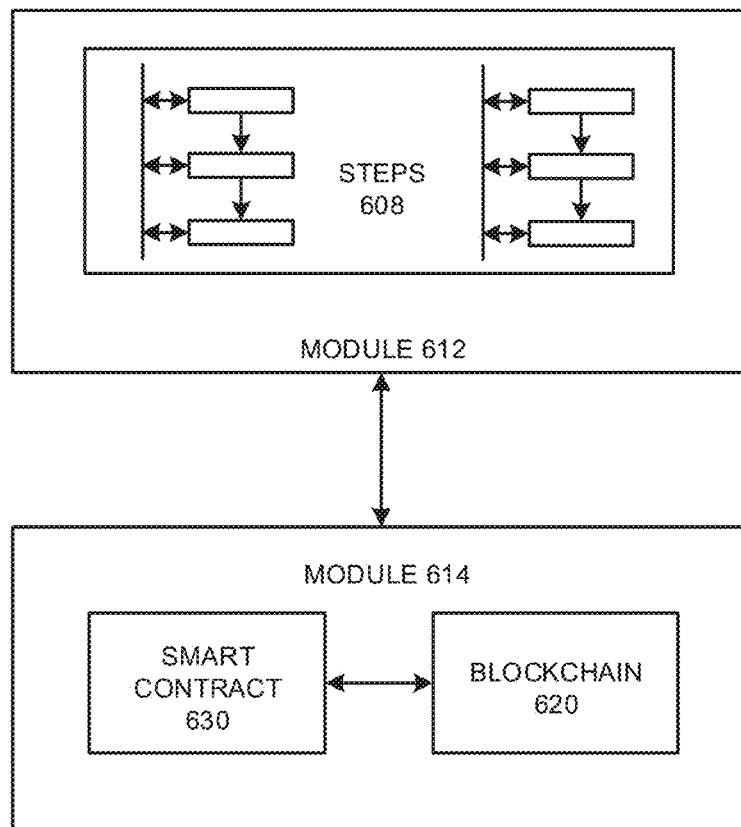 STEPS
608
MODULE 612
MODULE 614
SMART
CONTRACT
630
BLOCKCHAIN
620